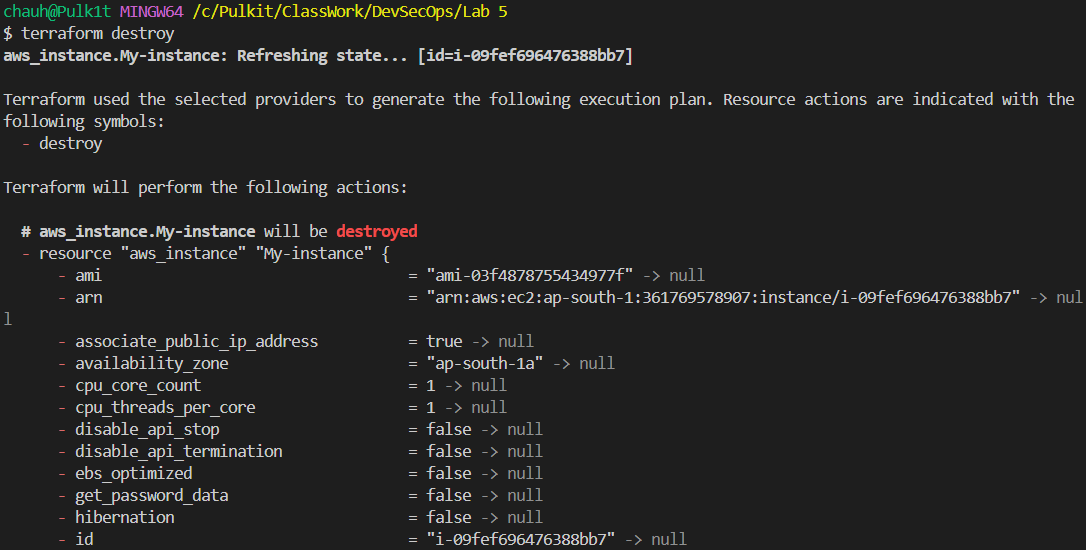 chauh@Pulk1t MINGW64 /c/Pulkit/ClassWork/DevSecOps/Lab 5
$ terraform destroy
aws_instance.My-instance: Refreshing state... [id=i-09fef696476388bb7]
Terraform used the selected providers to generate the following execution plan. Resource actions are indicated with the
following symbols:
- destroy
Terraform will perform the following actions:
# aws_instance.My-instance will be destroyed
- resource "aws_instance" "My-instance" {
- ami = "ami-03f4878755434977f" -> null
- arn = "arn:aws:ec2:ap-south-1:361769578907:instance/i-09fef696476388bb7" -> nul
l
- associate_public_ip_address = true -> null
- availability_zone = "ap-south-1a" -> null
- cpu_core_count = 1 -> null
- cpu_threads_per_core = 1 -> null
- disable_api_stop = false -> null
- disable_api_termination = false -> null
- ebs_optimized = false -> null
- get_password_data = false -> null
- hibernation = false -> null
- id = "i-09fef696476388bb7" -> null